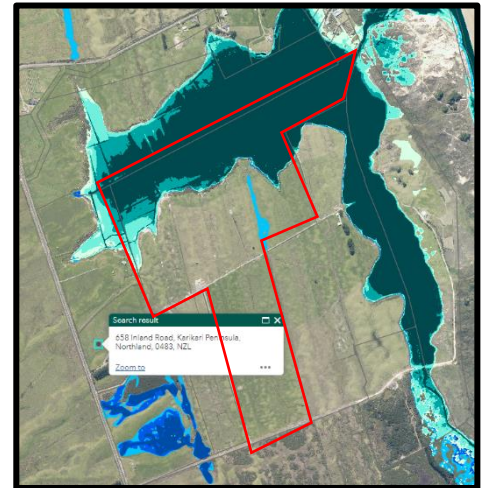 Search result
658 Inland Road, Karikari Peninsula,
Northland, 0483, NZL
Zoom to